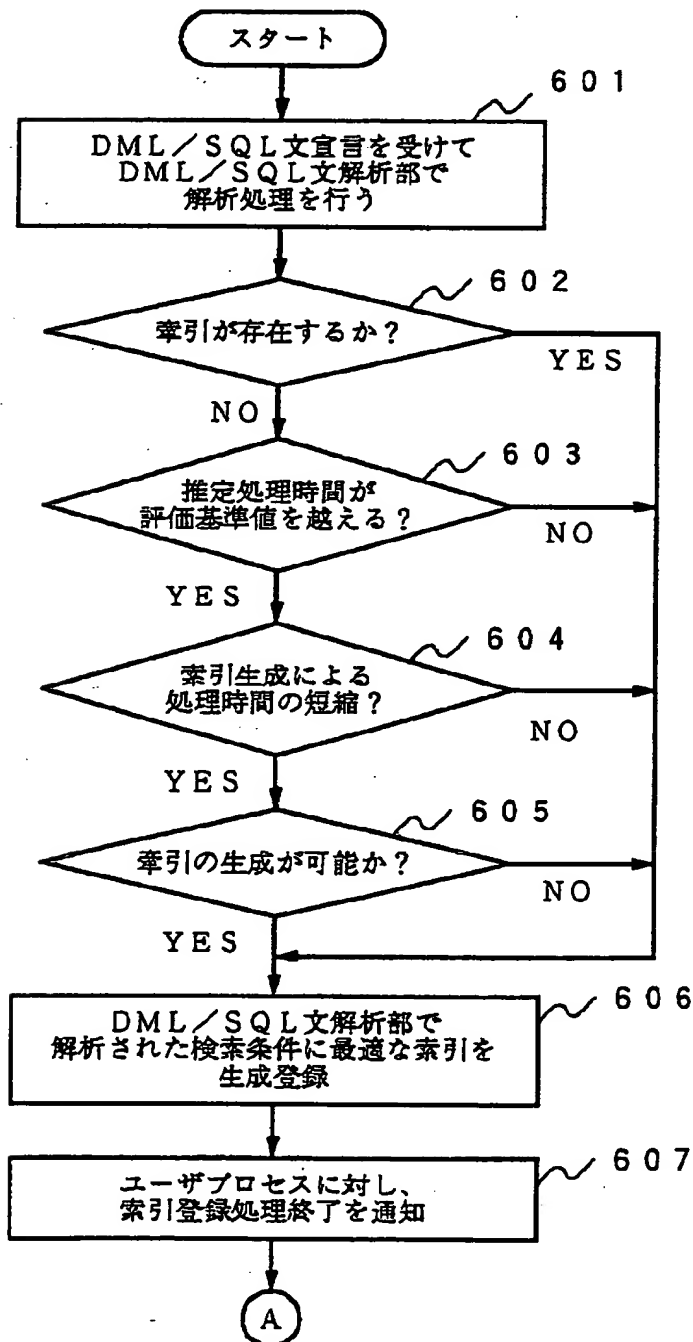 スタート
601
DML/SQL文宣言を受けて
DML/SQL文解析部で
解析処理を行う
602
牽引が存在するか?
YES
NO
603
推定処理時間が
評価基準値を越える?
NO
YES
604
索引生成による
処理時間の短縮?
NO
YES
605
牽引の生成が可能か?
NO
YES
606
DML/SQL文解析部で
解析された検索条件に最適な索引を
生成登録
607
ユーザプロセスに対し、
索引登録処理終了を通知
A